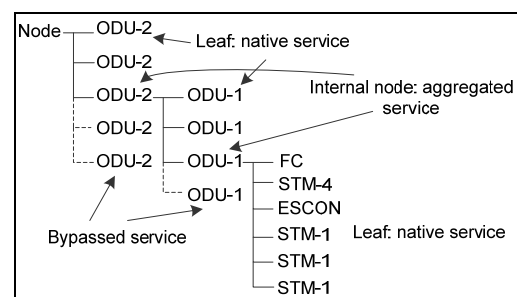 Node
ODU-2
Leaf: native service
ODU-2
ODU-2
ODU-1
Internal node: aggregated
service
ODU-2
ODU-1
ODU-2
ODU-1
FC
STM-4
ODU-1
ESCON
Bypassed service
STM-1
Leaf: native service
STM-1
STM-1